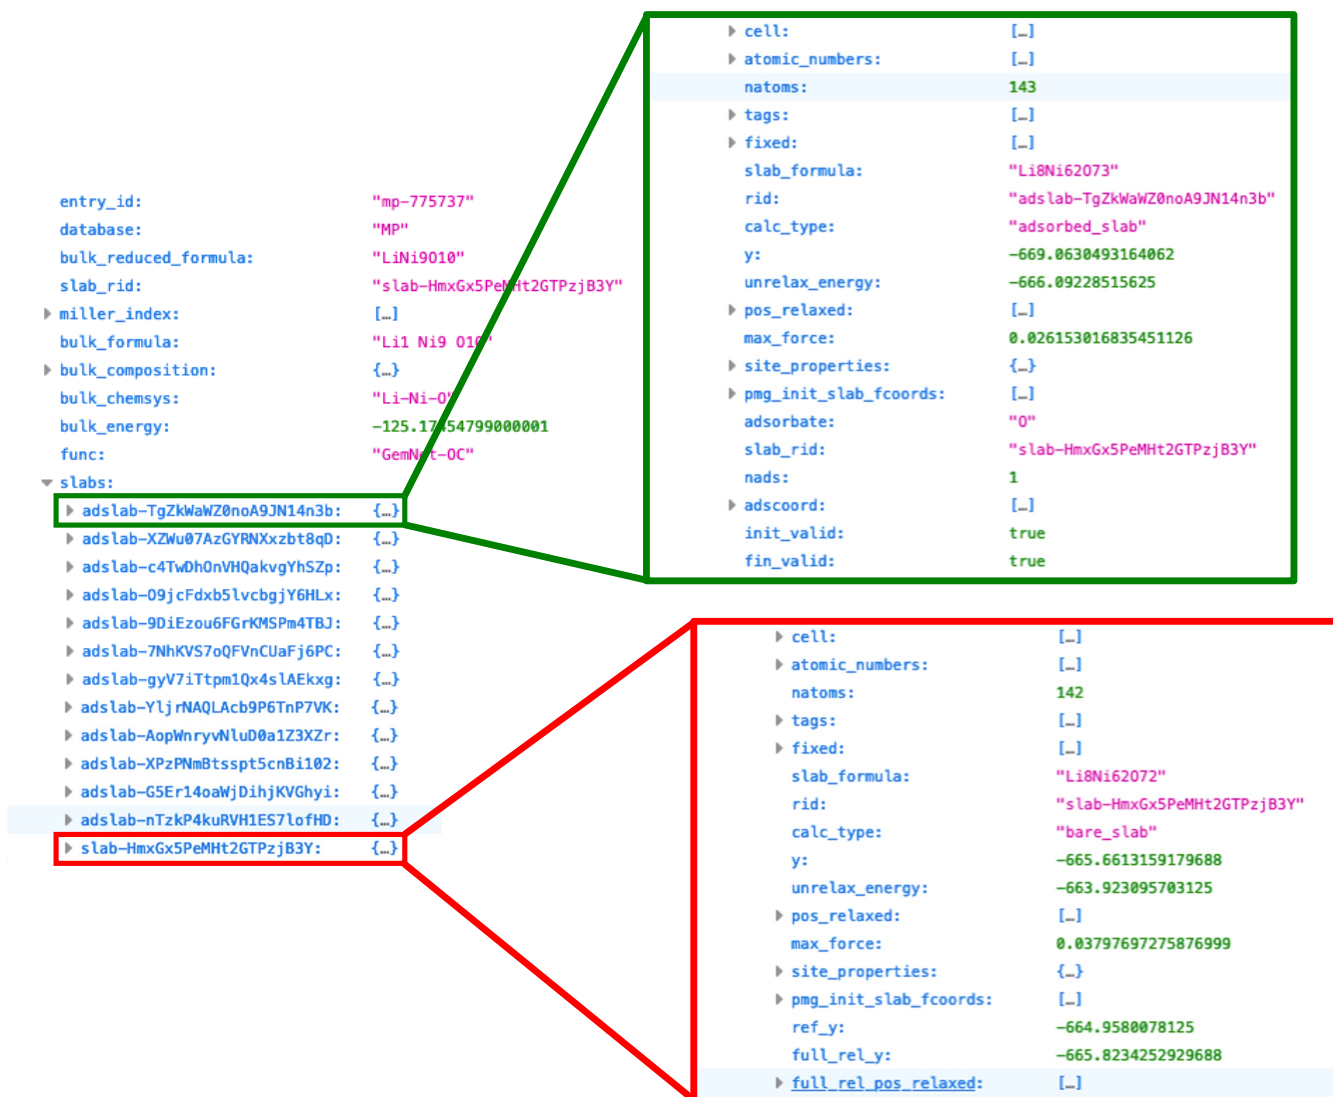 entry_id: "mp-775737"
database: "MP"
bulk_reduced_formula: "LiNi9O10"
slab_rid: "slab-HmxGx5PeMHt2GTPzjB3Y"
miller_index: […]
bulk_formula: "Li1 Ni9 O10"
bulk_composition: {…}
bulk_chemsys: "Li-Ni-O"
bulk_energy: -125.17454799000001
func: "GemNet-OC"
slabs:
adslab-TgZkWaWZ0noA9JN14n3b: {…}
adslab-XZWu07AzGYRNXxzbt8qD: {…}
adslab-c4TwDhOnVHQakvgYhSZp: {…}
adslab-O9jcFdxb5lvcbgjY6HLx: {…}
adslab-9DiEzou6FGrKMSPm4TBJ: {…}
adslab-7NhKVS7oQFVnCUaFj6PC: {…}
adslab-gyV7iTtpm1Qx4slAEkxg: {…}
adslab-YljrNAQLAcb9P6TnP7VK: {…}
adslab-AopWnryvNluD0a1Z3XZr: {…}
adslab-XPzPNmBtsspt5cnBi102: {…}
adslab-G5Er14oaWjDihjKVGhyi: {…}
adslab-nTzkP4kuRVH1ES7lofHD: {…}
slab-HmxGx5PeMHt2GTPzjB3Y: {…}
cell: […]
atomic_numbers: […]
natoms: 143
tags: […]
fixed: […]
slab_formula: "Li8Ni62O73"
rid: "adslab-TgZkWaWZ0noA9JN14n3b"
calc_type: "adsorbed_slab"
y: -669.0630493164062
unrelax_energy: -666.09228515625
pos_relaxed: […]
max_force: 0.026153016835451126
site_properties: {…}
pmg_init_slab_fcoords: […]
adsorbate: "O"
slab_rid: "slab-HmxGx5PeMHt2GTPzjB3Y"
nads: 1
adscoord: […]
init_valid: true
fin_valid: true
cell: […]
atomic_numbers: […]
natoms: 142
tags: […]
fixed: […]
slab_formula: "Li8Ni62O72"
rid: "slab-HmxGx5PeMHt2GTPzjB3Y"
calc_type: "bare_slab"
y: -665.6613159179688
unrelax_energy: -663.923095703125
pos_relaxed: […]
max_force: 0.03797697275876999
site_properties: {…}
pmg_init_slab_fcoords: […]
ref_y: -664.9580078125
full_rel_y: -665.8234252929688
full_rel_pos_relaxed: […]